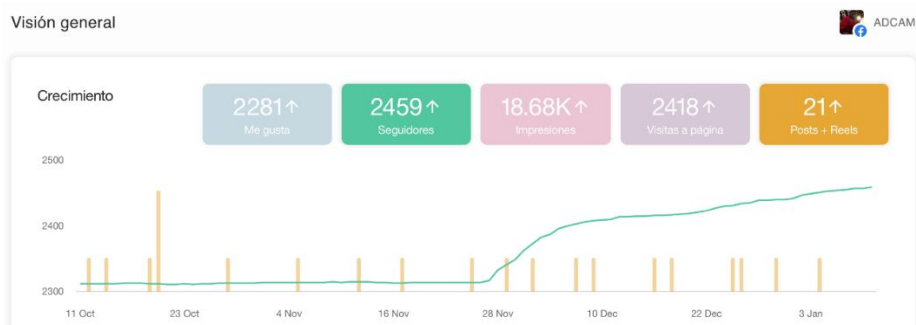 Visión general
ADCAM
Crecimiento
2281↑
Me gusta
2459↑
Seguidores
18.68K↑
Impresiones
2418↑
Visitas a página
21↑
Posts + Reels
2500
2400
2300
11 Oct
23 Oct
4 Nov
16 Nov
28 Nov
10 Dec
22 Dec
3 Jan